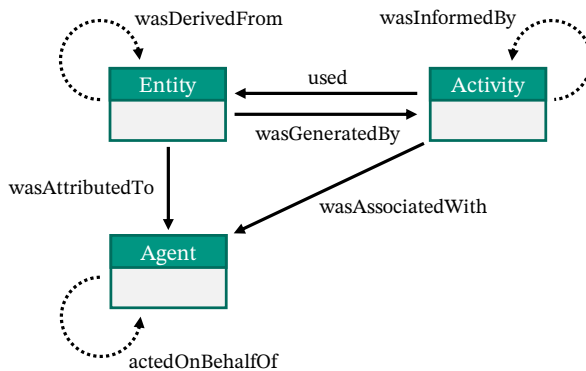 wasDerivedFrom
wasInformedBy
Entity
used
Activity
wasGeneratedBy
wasAttributedTo
wasAssociatedWith
Agent
actedOnBehalfOf